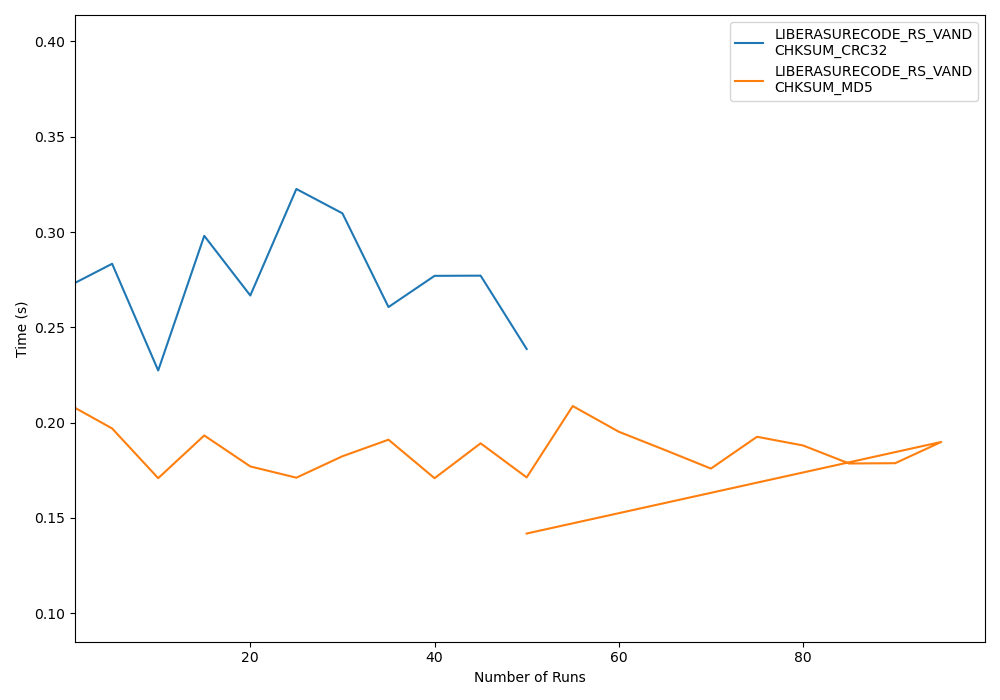 LIBERASURECODE_RS_VAND
CHKSUM_CRC32
LIBERASURECODE_RS_VAND
CHKSUM_MD5
Time (s)
0.40
0.35
0.30
0.25
0.20
0.15
0.10
20
40
60
80
Number of Runs